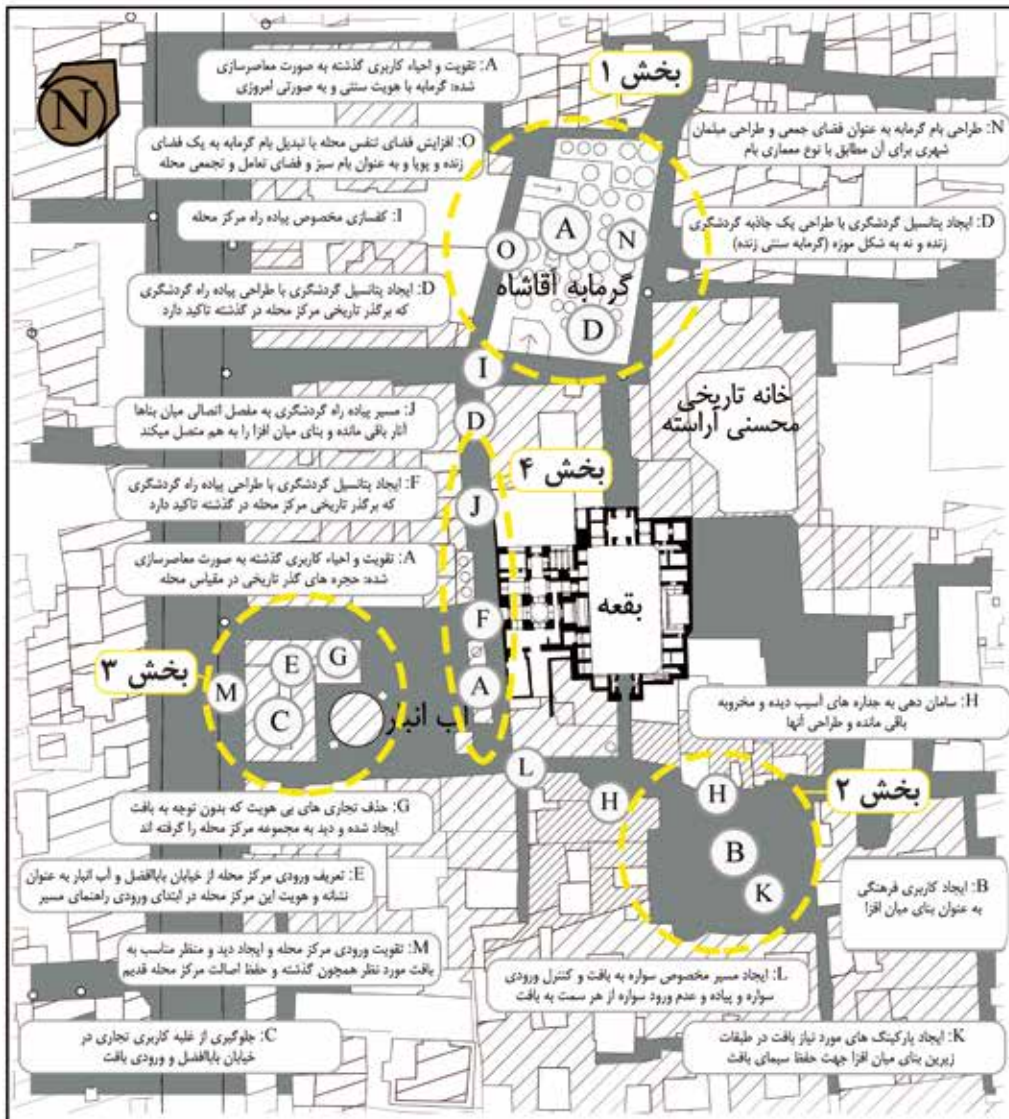 A: تقویت و احیاء کاربری گذشته به صورت معاصرسازی
شده: گرمابه با هویت سنتی و به صورتی امروزی
بخش ۱
N
N: طراحی بام گرمابه به عنوان فضای جمعی و طراحی مبلمان
شهری برای آن مطابق با نوع معماری بام
O: افزایش فضای تنفس محله با تبدیل بام گرمابه به یک فضای
زنده و پویا و به عنوان بام سبز و فضای تعامل و تجمعی محله
I: کفسازی مخصوص پیاده راه مرکز محله
D: ایجاد پتانسیل گردشگری با طراحی یک جاذبه گردشگری
زنده و نه به شکل موزه (گرمابه سنتی زنده)
O
A
N
گرمابه آقاشاه
D
D: ایجاد پتانسیل گردشگری با طراحی پیاده راه گردشگری
که برگذر تاریخی مرکز محله در گذشته تاکید دارد
I
خانه تاریخی
محسنی آراسته
J: مسیر پیاده راه گردشگری به مفصل اتصالی میان بناها
آثار باقی مانده و بنای میان افزا را به هم متصل میکند
D
بخش ۴
F: ایجاد پتانسیل گردشگری با طراحی پیاده راه گردشگری
که برگذر تاریخی مرکز محله در گذشته تاکید دارد
J
A: تقویت و احیاء کاربری گذشته به صورت معاصرسازی
شده: حجره های گذر تاریخی در مقیاس محله
بقعه
F
بخش ۳
E
G
M
C
A
آب انبار
H: سامان دهی به جداره های آسیب دیده و مخروبه
باقی مانده و طراحی آنها
L
H
H
بخش ۲
G: حذف تجاری های بی هویت که بدون توجه به بافت
ایجاد شده و دید به مجموعه مرکز محله را گرفته اند
B
K
B: ایجاد کاربری فرهنگی
به عنوان بنای میان افزا
E: تعریف ورودی مرکز محله از خیابان بابافضل و آب انبار به عنوان
نشانه و هویت این مرکز محله در ابتدای ورودی راهنمای مسیر
M: تقویت ورودی مرکز محله و ایجاد دید و منظر مناسب به
بافت مورد نظر همچون گذشته و حفظ اصالت مرکز محله قدیم
L: ایجاد مسیر مخصوص سواره به بافت و کنترل ورودی
سواره و پیاده و عدم ورود سواره از هر سمت به بافت
C: جلوگیری از غلبه کاربری تجاری در
خیابان بابافضل و ورودی بافت
K: ایجاد پارکینگ های مورد نیاز بافت در طبقات
زیرین بنای میان افزا جهت حفظ سیمای بافت